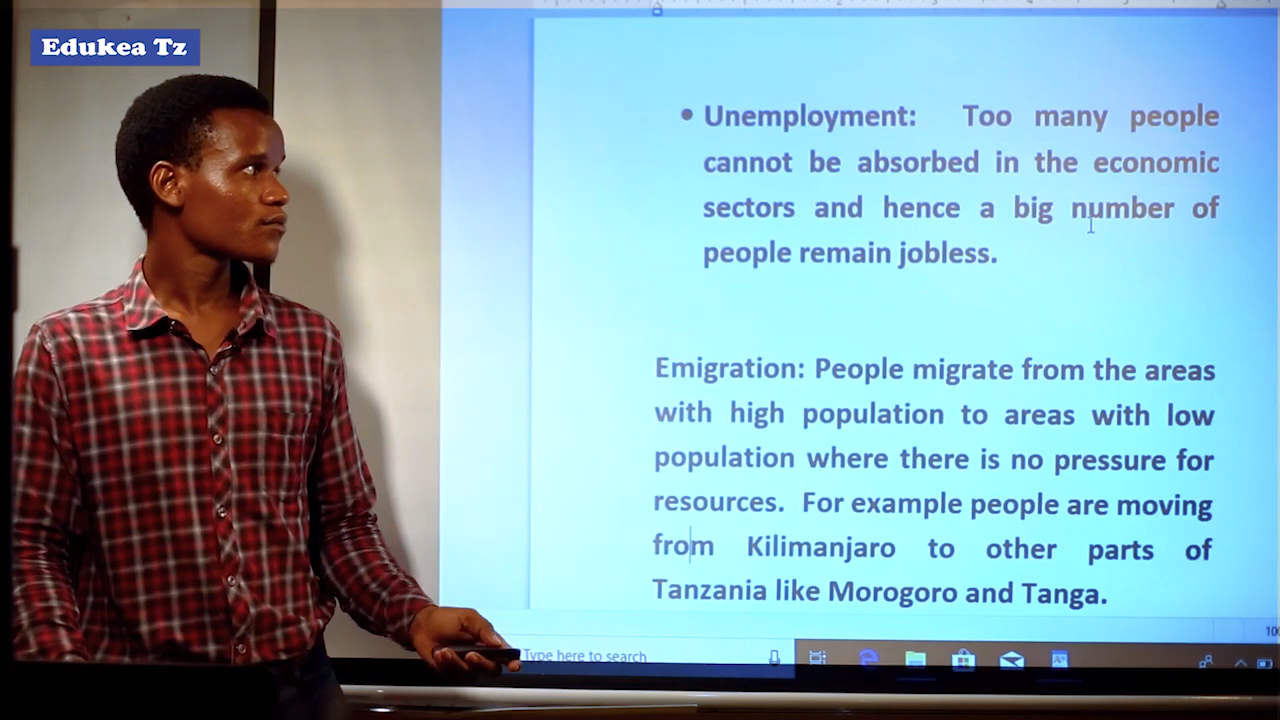 Edukea Tz
• Unemployment: Too many people
cannot be absorbed in the economic
sectors and hence a big number of
people remain jobless.
Emigration: People migrate from the areas
with high population to areas with low
population where there is no pressure for
resources. For example people are moving
from Kilimanjaro to other parts of
Tanzania like Morogoro and Tanga.
Type here to search